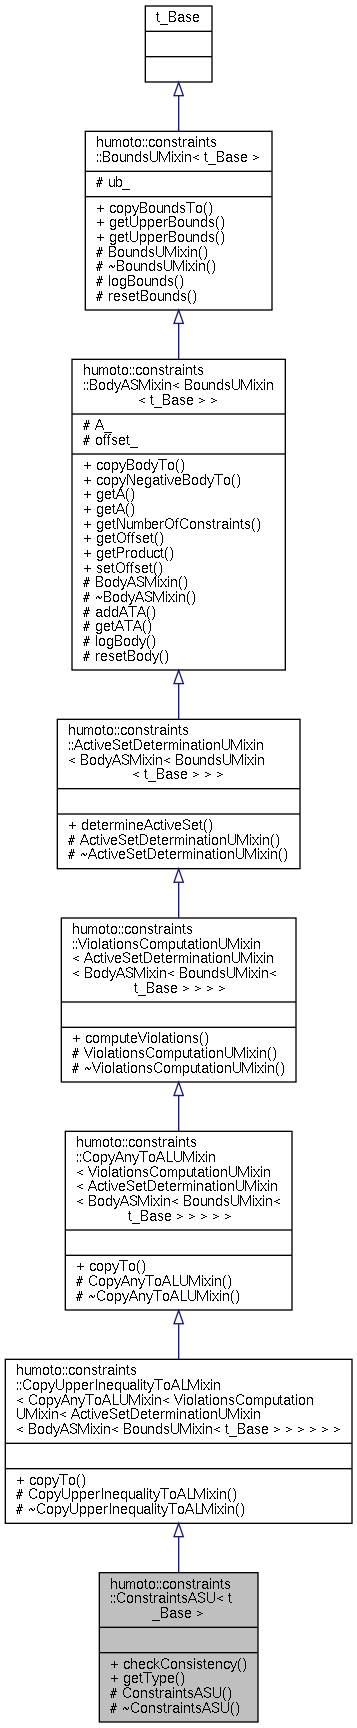 t_Base
humoto::constraints
::BoundsUMixin< t_Base >
# ub_
+ copyBoundsTo()
+ getUpperBounds()
+ getUpperBounds()
# BoundsUMixin()
# ~BoundsUMixin()
# logBounds()
# resetBounds()
humoto::constraints
::BodyASMixin< BoundsUMixin
< t_Base > >
# A_
# offset_
+ copyBodyTo()
+ copyNegativeBodyTo()
+ getA()
+ getA()
+ getNumberOfConstraints()
+ getOffset()
+ getProduct()
+ setOffset()
# BodyASMixin()
# ~BodyASMixin()
# addATA()
# getATA()
# logBody()
# resetBody()
humoto::constraints
::ActiveSetDeterminationUMixin
< BodyASMixin< BoundsUMixin
< t_Base > > >
+ determineActiveSet()
# ActiveSetDeterminationUMixin()
# ~ActiveSetDeterminationUMixin()
humoto::constraints
::ViolationsComputationUMixin
< ActiveSetDeterminationUMixin
< BodyASMixin< BoundsUMixin<
t_Base > > > >
+ computeViolations()
# ViolationsComputationUMixin()
# ~ViolationsComputationUMixin()
humoto::constraints
::CopyAnyToALUMixin
< ViolationsComputationUMixin
< ActiveSetDeterminationUMixin
< BodyASMixin< BoundsUMixin<
t_Base > > > > >
+ copyTo()
# CopyAnyToALUMixin()
# ~CopyAnyToALUMixin()
humoto::constraints
::CopyUpperInequalityToALMixin
< CopyAnyToALUMixin< ViolationsComputation
UMixin< ActiveSetDeterminationUMixin
< BodyASMixin< BoundsUMixin< t_Base > > > > > >
+ copyTo()
# CopyUpperInequalityToALMixin()
# ~CopyUpperInequalityToALMixin()
humoto::constraints
::ConstraintsASU< t
_Base >
+ checkConsistency()
+ getType()
# ConstraintsASU()
# ~ConstraintsASU()